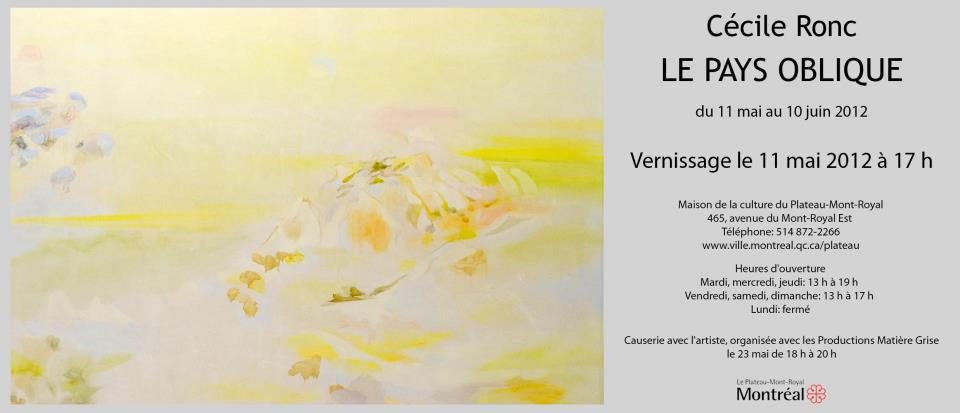 Cécile Ronc
LE PAYS OBLIQUE
du 11 mai au 10 juin 2012
Vernissage le 11 mai 2012 à 17 h
Maison de la culture du Plateau-Mont-Royal
465, avenue du Mont-Royal Est
Téléphone: 514 872-2266
www.ville.montreal.qc.ca/plateau
Heures d'ouverture
Mardi, mercredi, jeudi: 13 h à 19 h
Vendredi, samedi, dimanche: 13 h à 17 h
Lundi: fermé
Causerie avec l'artiste, organisée avec les Productions Matière Grise
le 23 mai de 18 h à 20 h
Le Plateau-Mont-Royal
Montréal